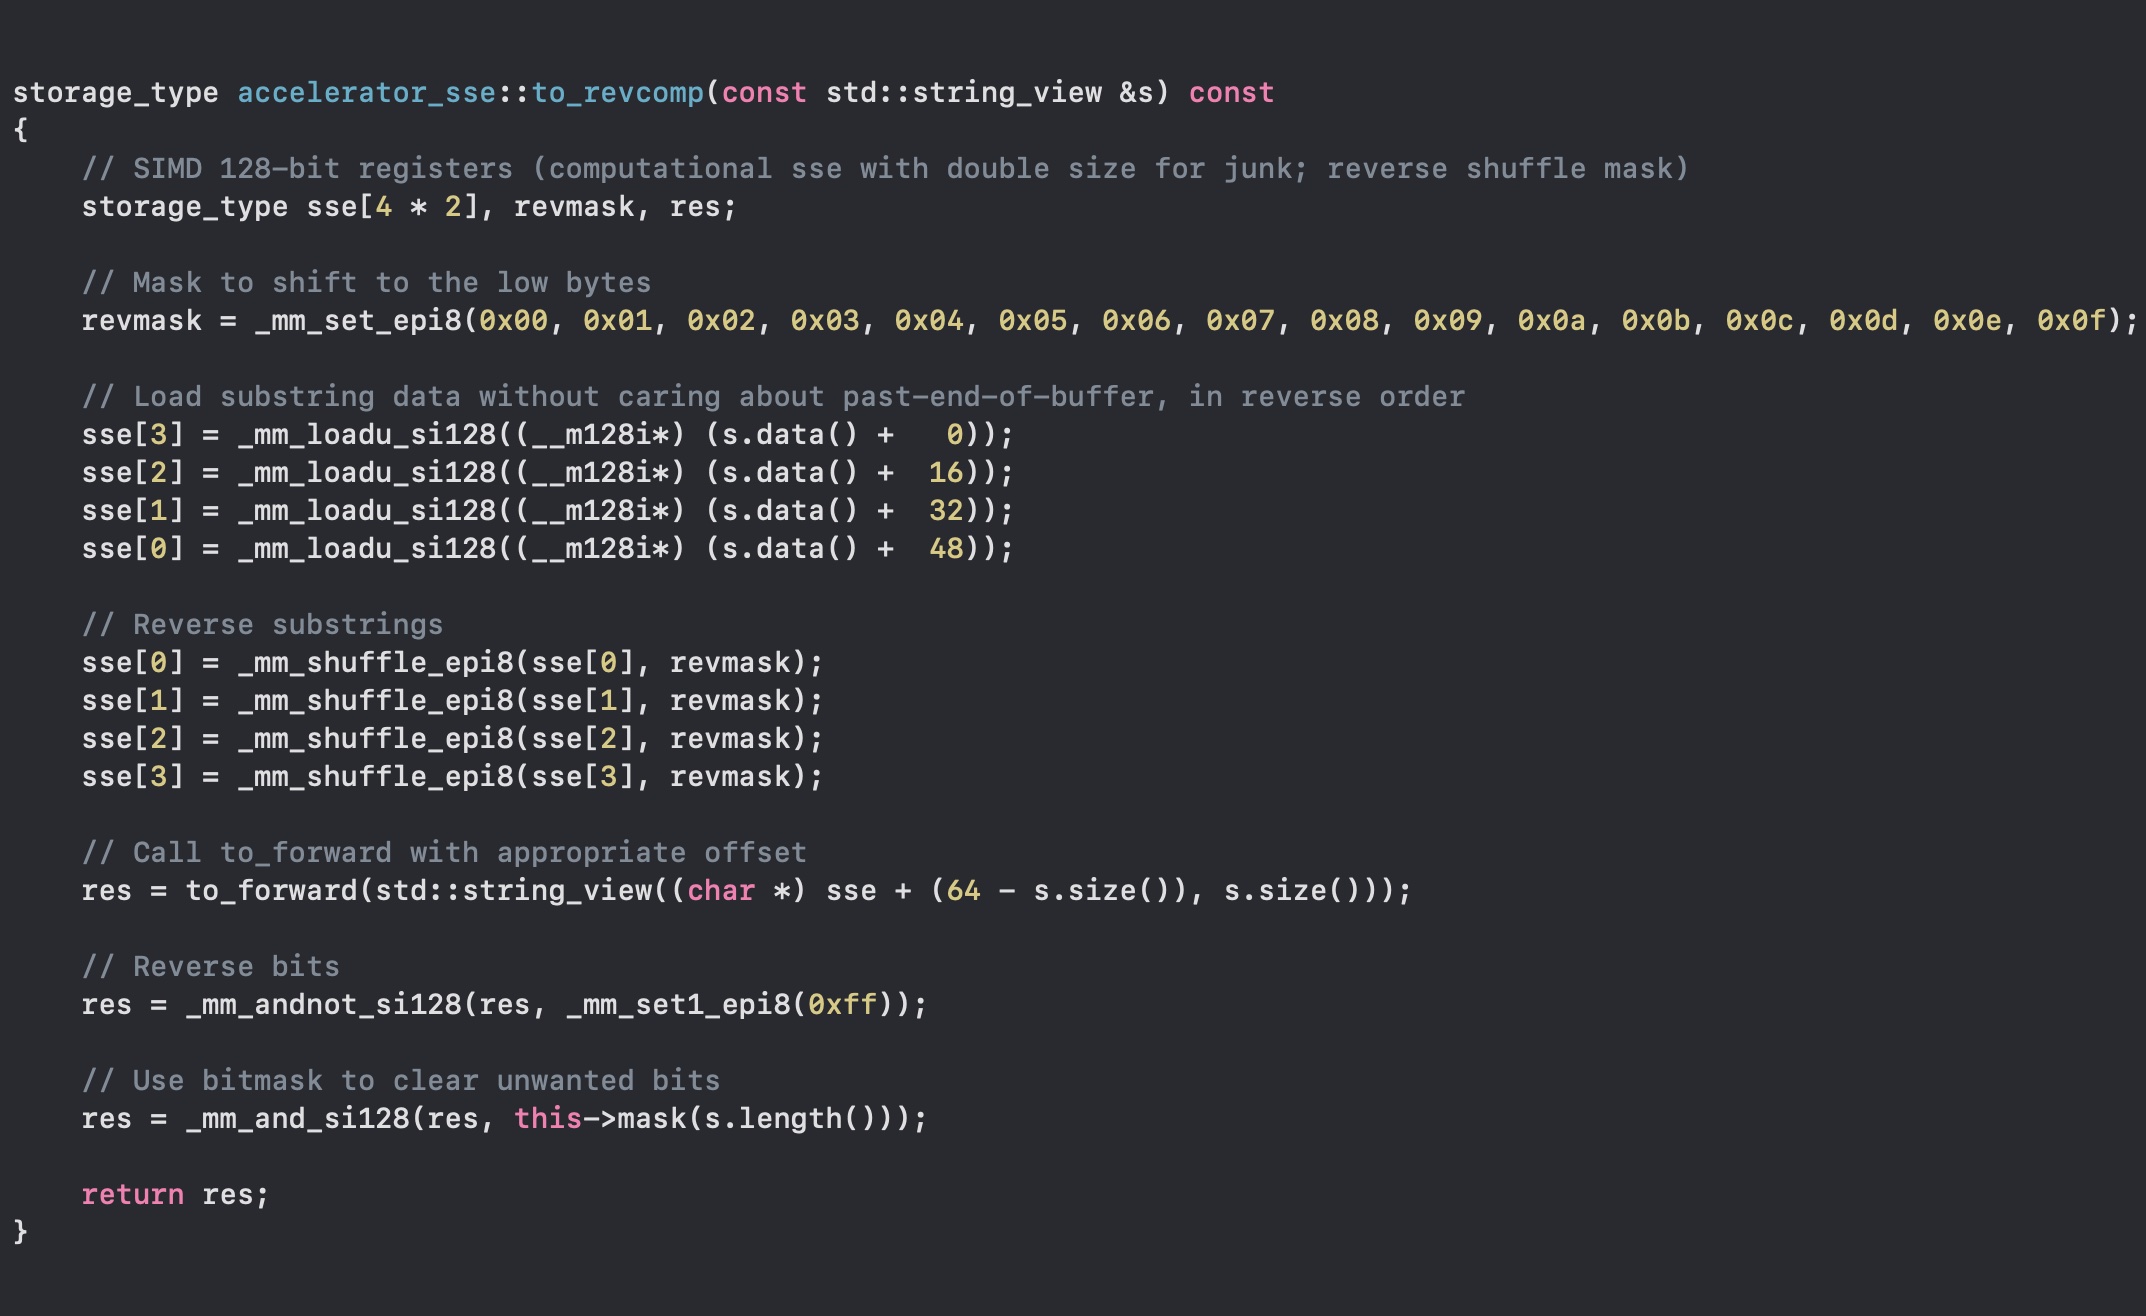 storage_type accelerator_sse::to_revcomp(const std::string_view &s) const
{
    // SIMD 128-bit registers (computational sse with double size for junk; reverse shuffle mask)
    storage_type sse[4 * 2], revmask, res;

    // Mask to shift to the low bytes
    revmask = _mm_set_epi8(0x00, 0x01, 0x02, 0x03, 0x04, 0x05, 0x06, 0x07, 0x08, 0x09, 0x0a, 0x0b, 0x0c, 0x0d, 0x0e, 0x0f);

    // Load substring data without caring about past-end-of-buffer, in reverse order
    sse[3] = _mm_loadu_si128((__m128i*) (s.data() +   0));
    sse[2] = _mm_loadu_si128((__m128i*) (s.data() +  16));
    sse[1] = _mm_loadu_si128((__m128i*) (s.data() +  32));
    sse[0] = _mm_loadu_si128((__m128i*) (s.data() +  48));

    // Reverse substrings
    sse[0] = _mm_shuffle_epi8(sse[0], revmask);
    sse[1] = _mm_shuffle_epi8(sse[1], revmask);
    sse[2] = _mm_shuffle_epi8(sse[2], revmask);
    sse[3] = _mm_shuffle_epi8(sse[3], revmask);

    // Call to_forward with appropriate offset
    res = to_forward(std::string_view((char *) sse + (64 - s.size()), s.size()));

    // Reverse bits
    res = _mm_andnot_si128(res, _mm_set1_epi8(0xff));

    // Use bitmask to clear unwanted bits
    res = _mm_and_si128(res, this->mask(s.length()));

    return res;
}